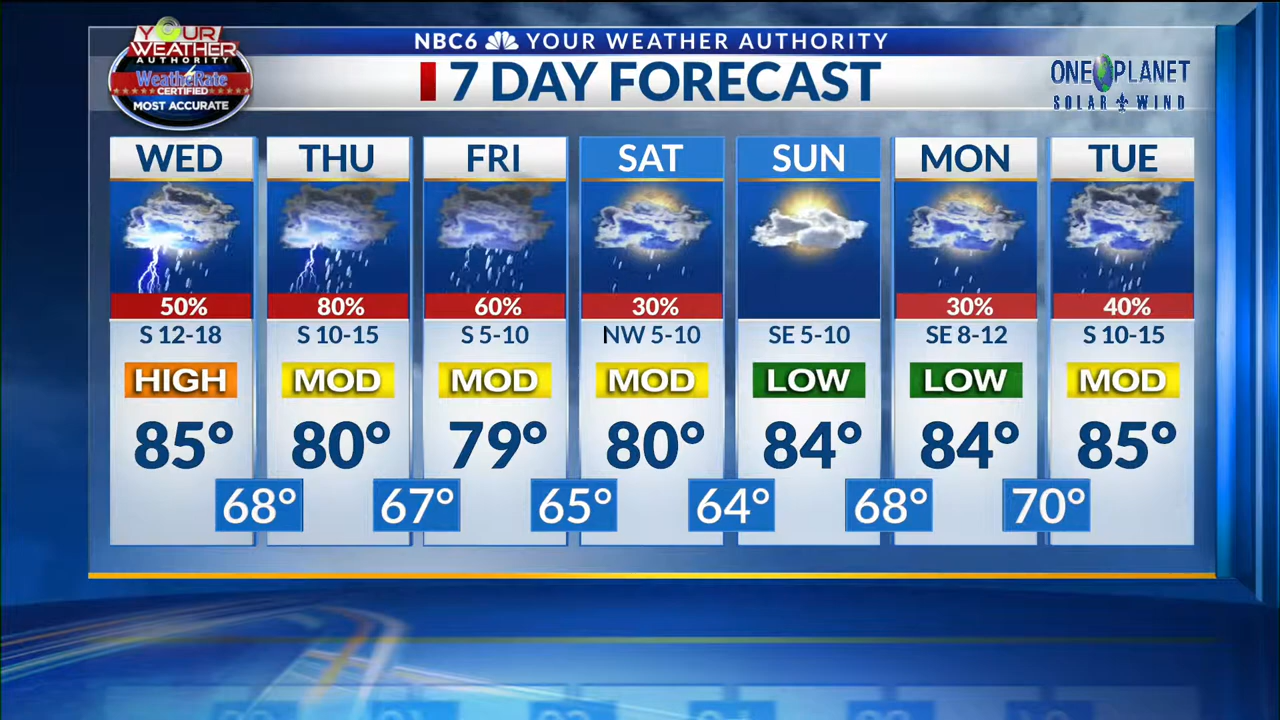 YOUR
WEATHER
AUTHORITY
WeatheRate
CERTIFIED
MOST ACCURATE
NBC6 YOUR WEATHER AUTHORITY
7 DAY FORECAST
ONE PLANET
SOLAR WIND
WED THU FRI SAT SUN MON TUE
50% 80% 60% 30% 30% 40%
S 12-18 S 10-15 S 5-10 NW 5-10 SE 5-10 SE 8-12 S 10-15
HIGH MOD MOD MOD LOW LOW MOD
85° 80° 79° 80° 84° 84° 85°
68° 67° 65° 64° 68° 70°